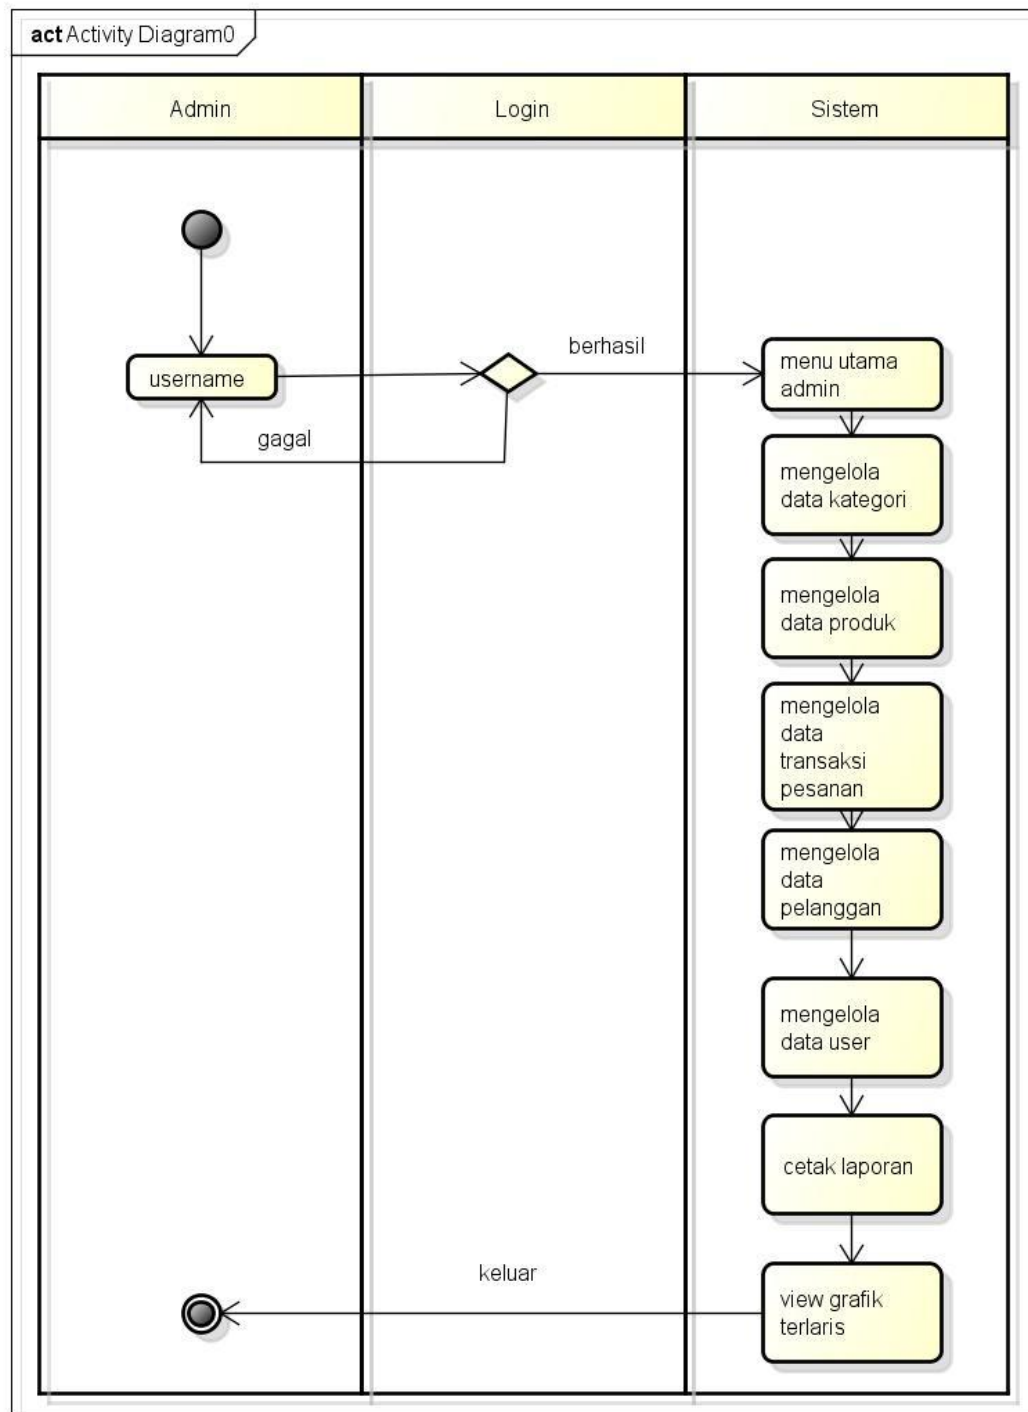 act Activity Diagram0
Admin
Login
Sistem
username
berhasil
gagal
menu utama
admin
mengelola
data kategori
mengelola
data produk
mengelola
data
transaksi
pesanan
mengelola
data
pelanggan
mengelola
data user
cetak laporan
keluar
view grafik
terlaris